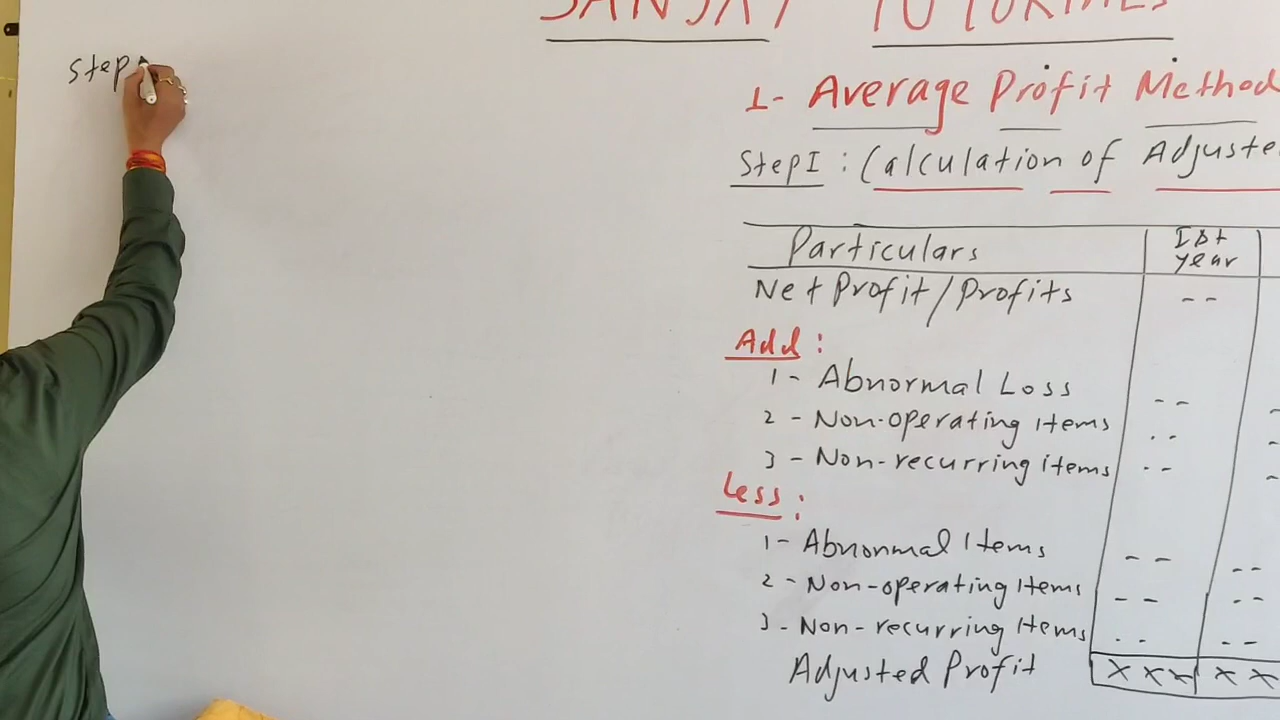 SANJAY TUTORIALS
Step
1- Average Profit Method
Step I : Calculation of Adjuste
Particulars Ist year
Net Profit/Profits --
Add :
1- Abnormal Loss --
2- Non-operating Items --
3- Non-recurring items --
Less :
1- Abnonmal Items -- --
2- Non-operating Items -- --
3- Non-recurring Items -- --
Adjusted Profit xxx xx